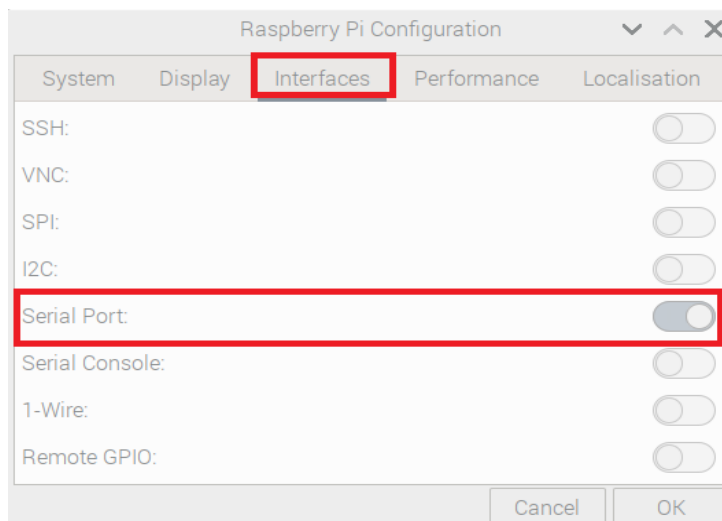 Raspberry Pi Configuration
System Display Interfaces Performance Localisation
SSH:
VNC:
SPI:
I2C:
Serial Port:
Serial Console:
1-Wire:
Remote GPIO:
Cancel OK